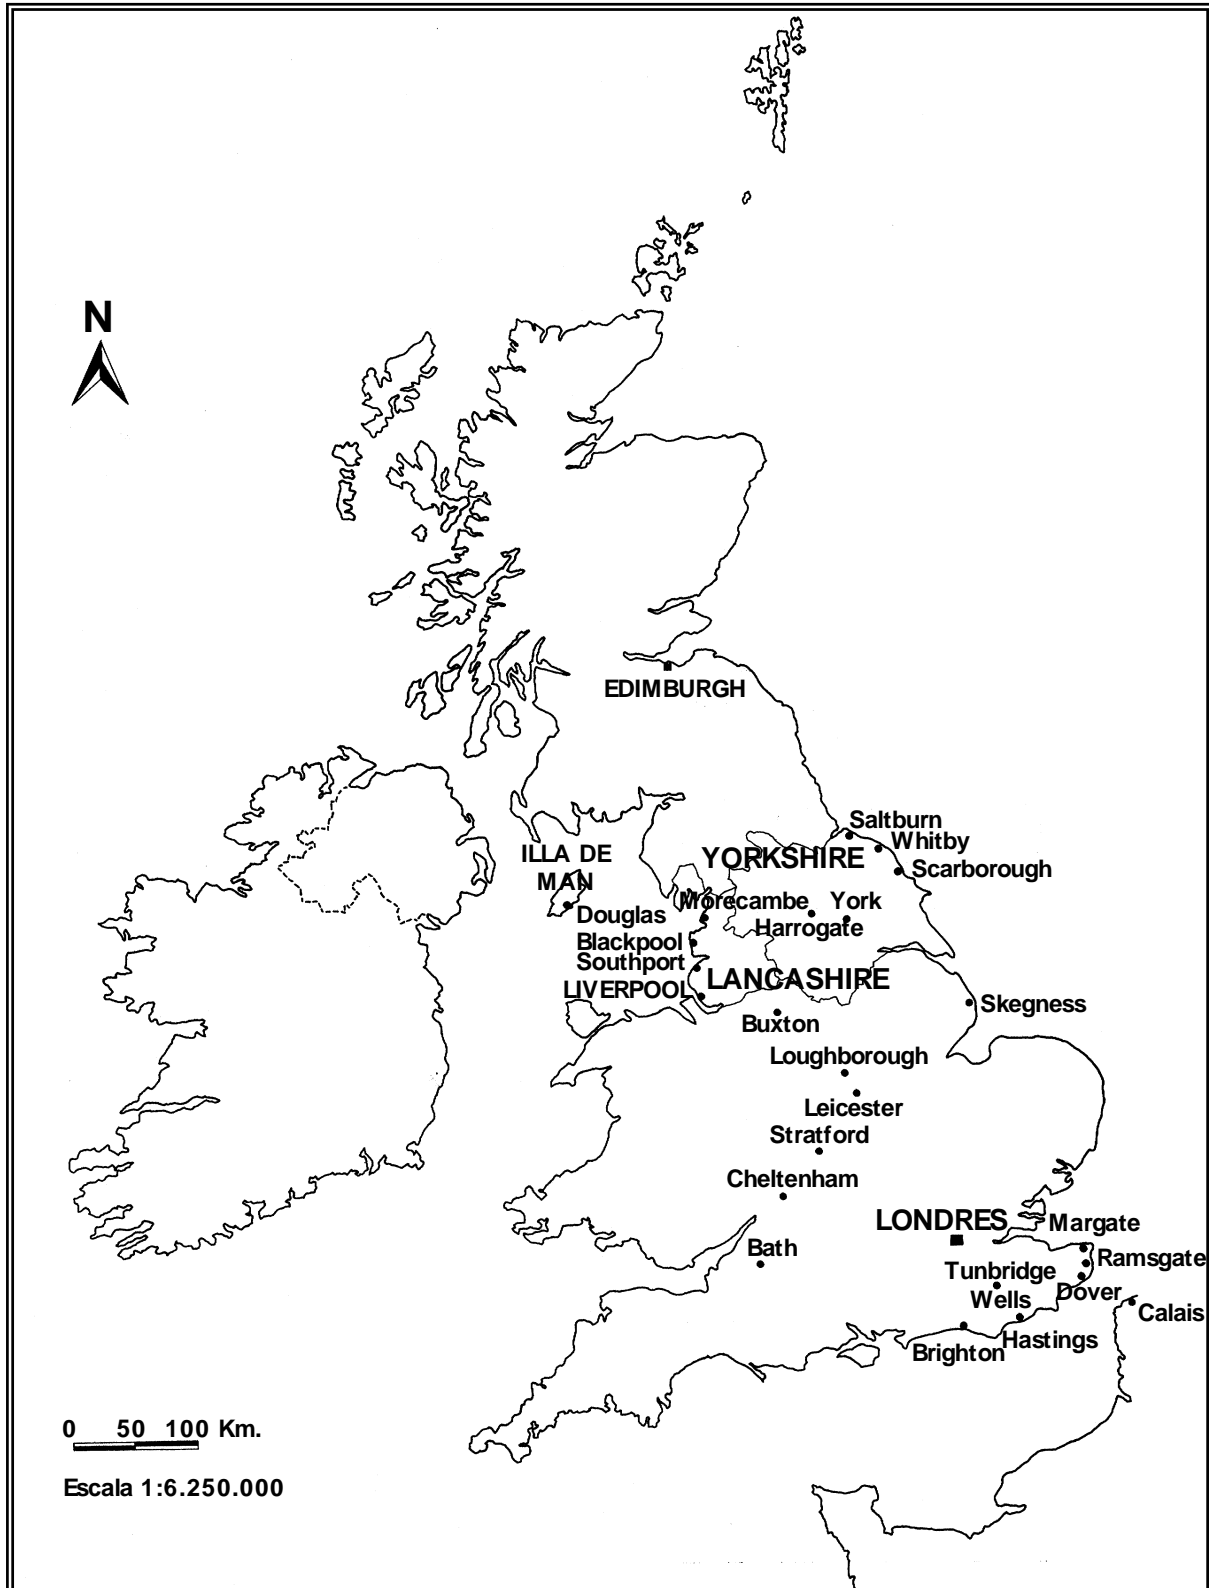 N
EDIMBURGH
Saltburn
Whitby
ILLA DE
MAN
YORKSHIRE
Scarborough
Morecambe
York
Douglas
Harrogate
Blackpool
Southport
LANCASHIRE
LIVERPOOL
Skegness
Buxton
Loughborough
Leicester
Stratford
Cheltenham
LONDRES
Margate
Bath
Ramsgate
Tunbridge
Wells
Dover
Calais
Hastings
Brighton
0 50 100 Km.
Escala 1:6.250.000